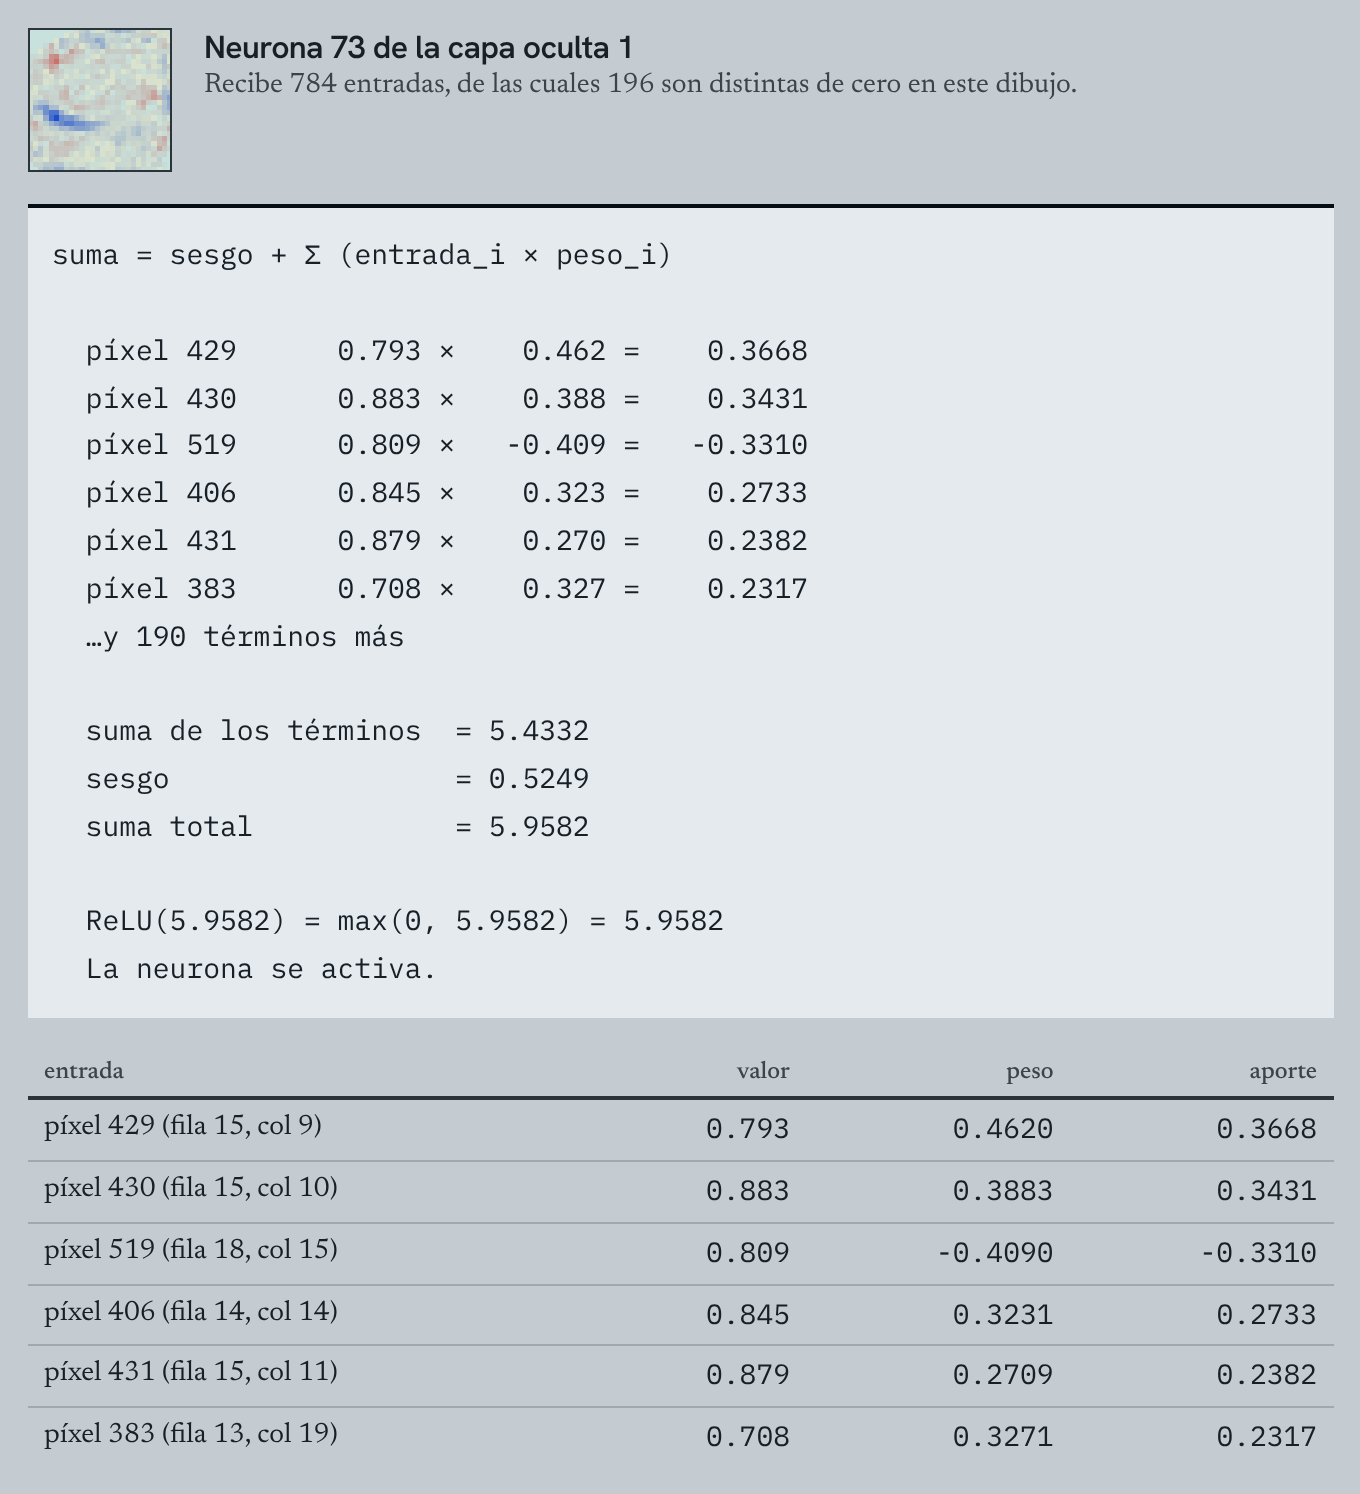 Neurona 73 de la capa oculta 1
Recibe 784 entradas, de las cuales 196 son distintas de cero en este dibujo.
suma = sesgo + Σ (entrada_i × peso_i)
píxel 429 0.793 × 0.462 = 0.3668
píxel 430 0.883 × 0.388 = 0.3431
píxel 519 0.809 × -0.409 = -0.3310
píxel 406 0.845 × 0.323 = 0.2733
píxel 431 0.879 × 0.270 = 0.2382
píxel 383 0.708 × 0.327 = 0.2317
…y 190 términos más
suma de los términos = 5.4332
sesgo = 0.5249
suma total = 5.9582
ReLU(5.9582) = max(0, 5.9582) = 5.9582
La neurona se activa.
entrada valor peso aporte
píxel 429 (fila 15, col 9) 0.793 0.4620 0.3668
píxel 430 (fila 15, col 10) 0.883 0.3883 0.3431
píxel 519 (fila 18, col 15) 0.809 -0.4090 -0.3310
píxel 406 (fila 14, col 14) 0.845 0.3231 0.2733
píxel 431 (fila 15, col 11) 0.879 0.2709 0.2382
píxel 383 (fila 13, col 19) 0.708 0.3271 0.2317